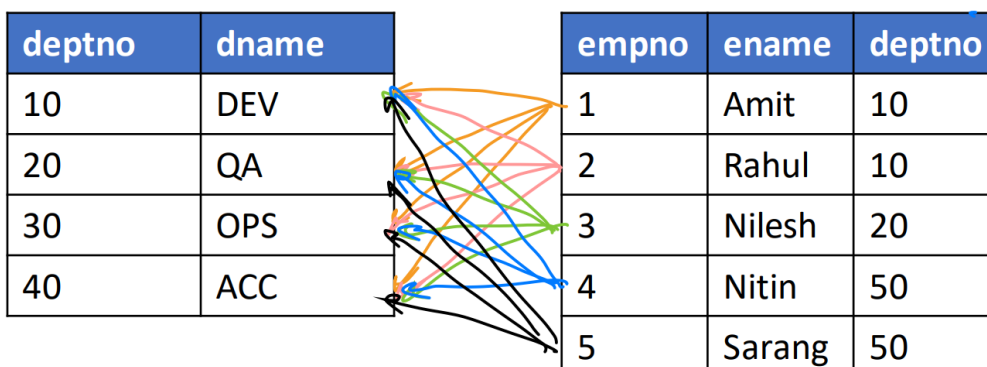 deptno dname empno ename deptno
10 DEV 1 Amit 10
20 QA 2 Rahul 10
30 OPS 3 Nilesh 20
40 ACC 4 Nitin 50
5 Sarang 50